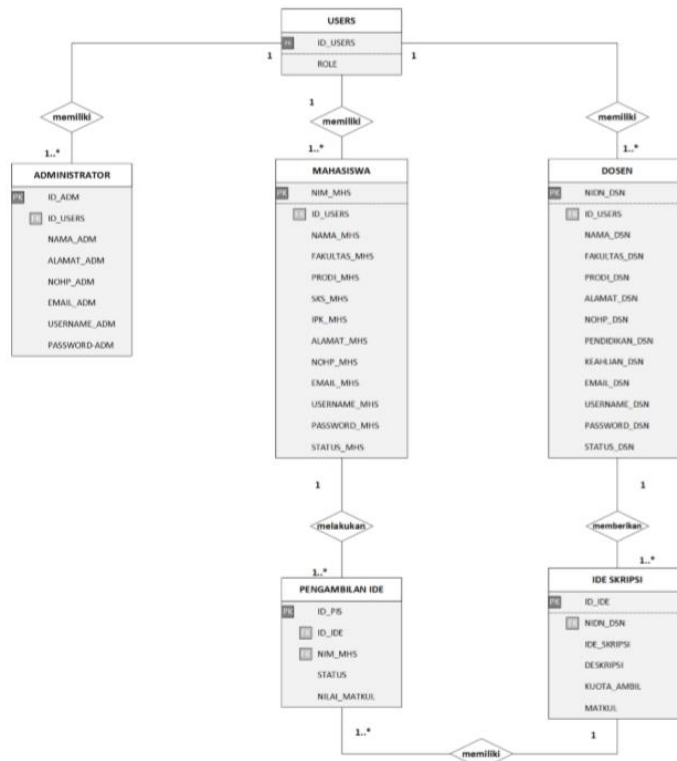 USERS
PK ID_USERS
ROLE
1
1
1
memiliki
memiliki
memiliki
1..*
1..*
1..*
ADMINISTRATOR
PK ID_ADM
FK ID_USERS
NAMA_ADM
ALAMAT_ADM
NOHP_ADM
EMAIL_ADM
USERNAME_ADM
PASSWORD-ADM
MAHASISWA
PK NIM_MHS
FK ID_USERS
NAMA_MHS
FAKULTAS_MHS
PRODI_MHS
SKS_MHS
IPK_MHS
ALAMAT_MHS
NOHP_MHS
EMAIL_MHS
USERNAME_MHS
PASSWORD_MHS
STATUS_MHS
DOSEN
PK NIDN_DSN
FK ID_USERS
NAMA_DSN
FAKULTAS_DSN
PRODI_DSN
ALAMAT_DSN
NOHP_DSN
PENDIDIKAN_DSN
KEAHLIAN_DSN
EMAIL_DSN
USERNAME_DSN
PASSWORD_DSN
STATUS_DSN
1
1
melakukan
memberikan
1..*
1..*
PENGAMBILAN IDE
PK ID_PIS
FK ID_IDE
FK NIM_MHS
STATUS
NILAI_MATKUL
IDE SKRIPSI
PK ID_IDE
FK NIDN_DSN
IDE_SKRIPSI
DESKRIPSI
KUOTA_AMBIL
MATKUL
1..*
1
memiliki